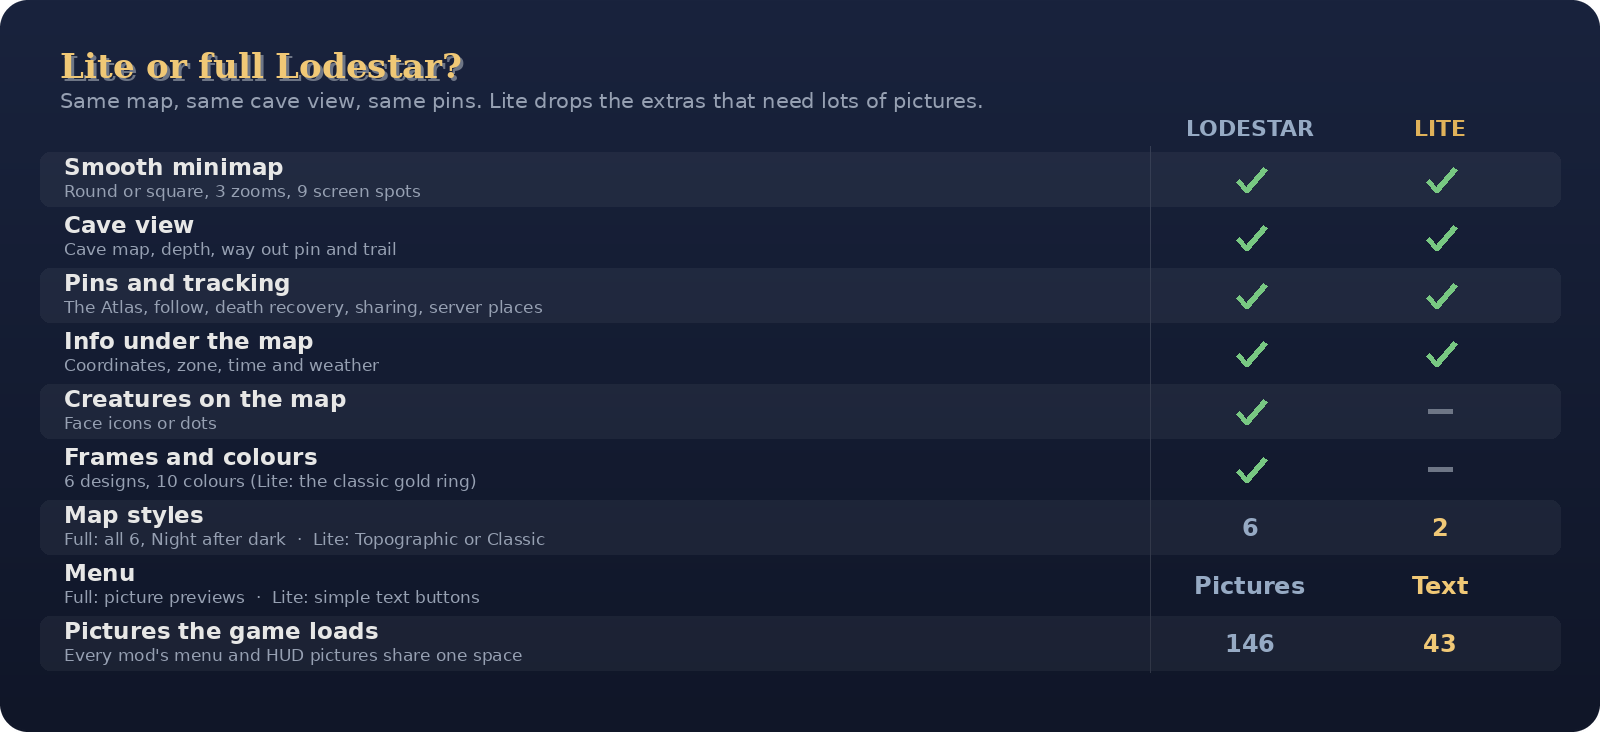 Lite or full Lodestar?
Same map, same cave view, same pins. Lite drops the extras that need lots of pictures.
LODESTAR LITE
Smooth minimap
Round or square, 3 zooms, 9 screen spots
Cave view
Cave map, depth, way out pin and trail
Pins and tracking
The Atlas, follow, death recovery, sharing, server places
Info under the map
Coordinates, zone, time and weather
Creatures on the map
Face icons or dots
Frames and colours
6 designs, 10 colours (Lite: the classic gold ring)
Map styles
Full: all 6, Night after dark · Lite: Topographic or Classic
6 2
Menu
Full: picture previews · Lite: simple text buttons
Pictures Text
Pictures the game loads
Every mod's menu and HUD pictures share one space
146 43